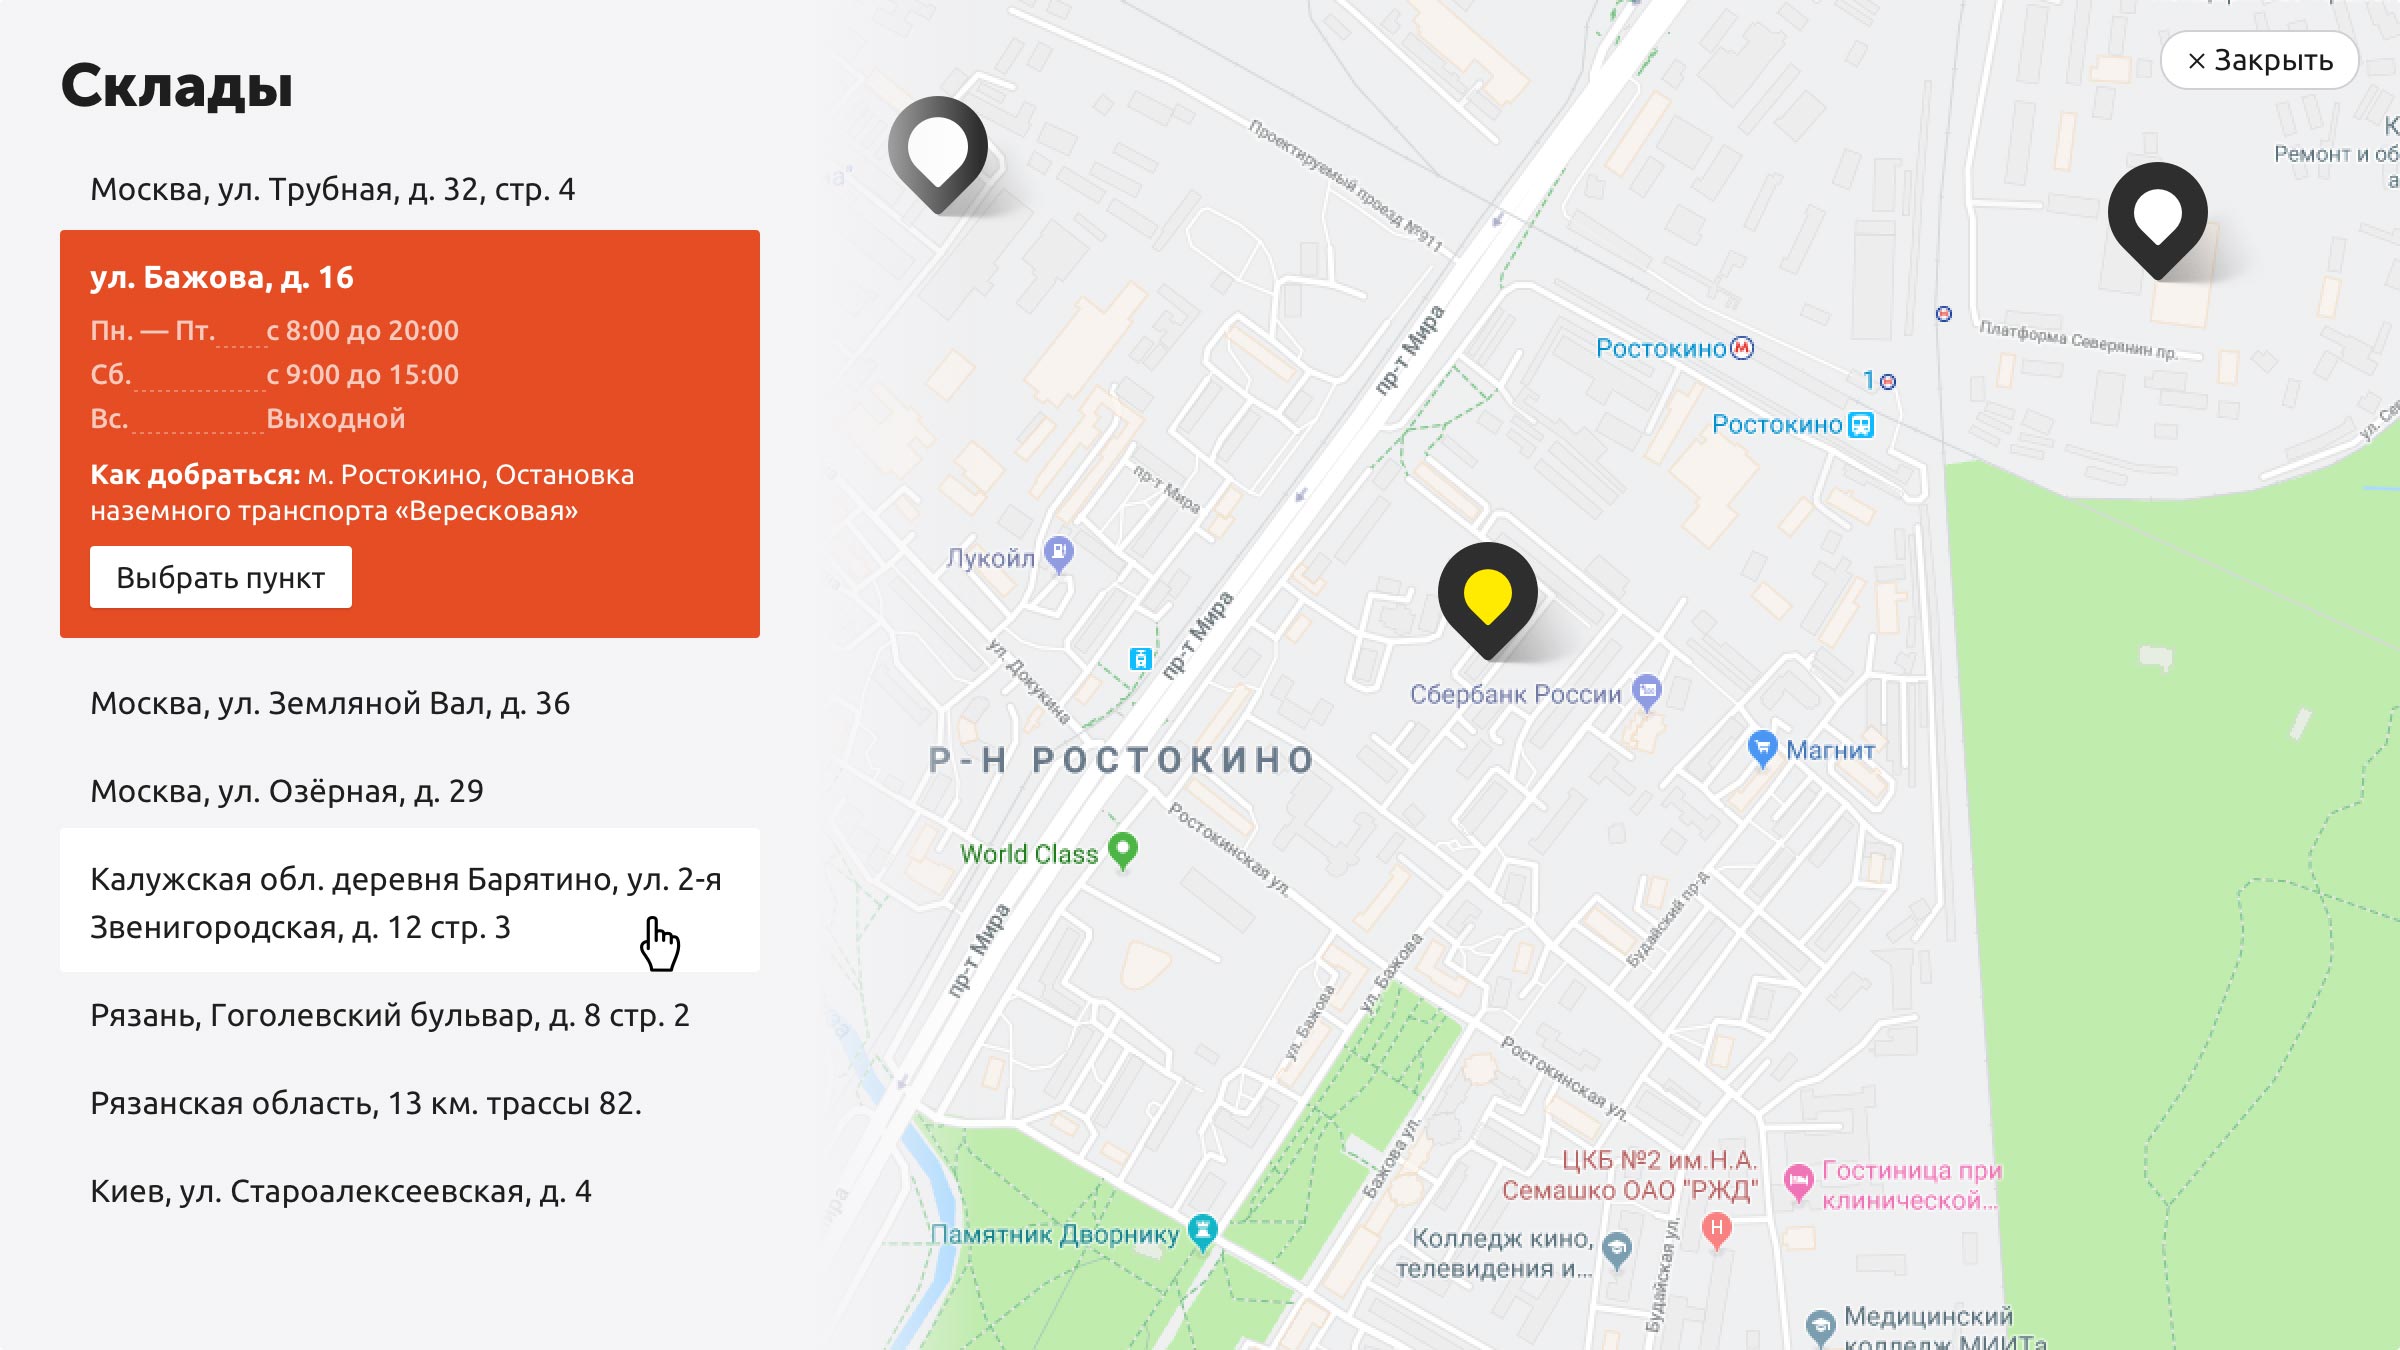 Склады
Москва, ул. Трубная, д. 32, стр. 4
ул. Бажова, д. 16
Пн. — Пт. с 8:00 до 20:00
Сб. с 9:00 до 15:00
Вс. Выходной
Как добраться: м. Ростокино, Остановка
наземного транспорта «Вересковая»
Выбрать пункт
Москва, ул. Земляной Вал, д. 36
Москва, ул. Озёрная, д. 29
Калужская обл. деревня Барятино, ул. 2-я
Звенигородская, д. 12 стр. 3
Рязань, Гоголевский бульвар, д. 8 стр. 2
Рязанская область, 13 км. трассы 82.
Киев, ул. Староалексеевская, д. 4
× Закрыть
Ремонт и об
Проектируемый проезд №911
Платформа Северянин пр.
пр-т Мира
Ростокино М
1
Ростокино
ул. Сев
пр-т Мира
Лукойл
пр-т Мира
ул. Докукина
Сбербанк России
Магнит
Р-Н РОСТОКИНО
World Class
Ростокинская ул.
Будайский пр-д
пр-т Мира
ул. Бажова
ул. Бажова
Ростокинская ул.
Бажова ул.
ЦКБ №2 им.Н.А.
Семашко ОАО "РЖД"
Н
Гостиница при
клинической...
Памятник Дворнику
Колледж кино,
телевидения и...
Будайская ул.
Медицинский
колледж МИИТа